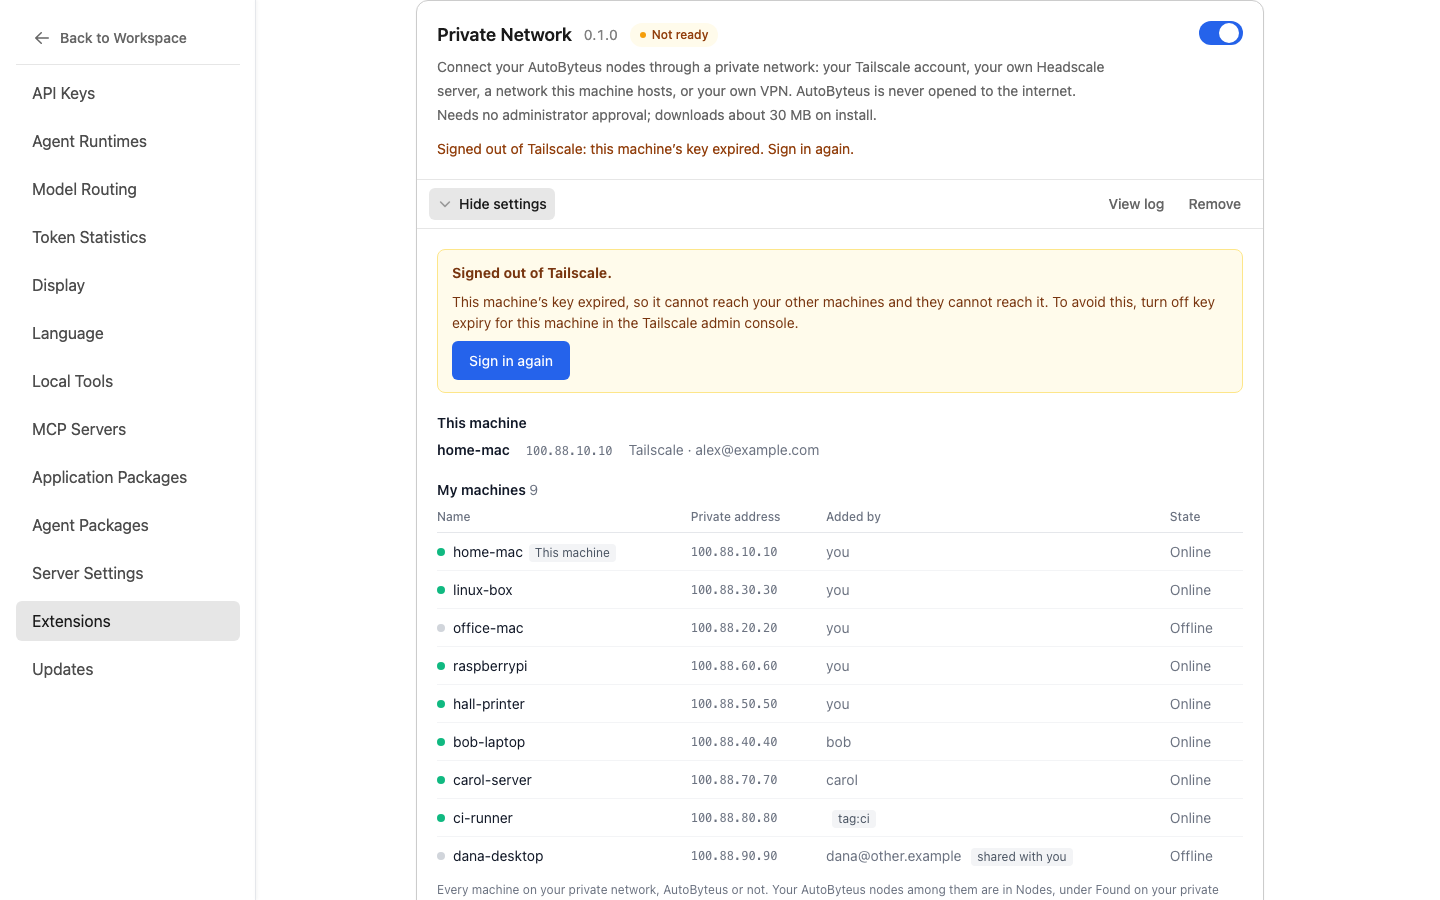 Back to Workspace
API Keys
Agent Runtimes
Model Routing
Token Statistics
Display
Language
Local Tools
MCP Servers
Application Packages
Agent Packages
Server Settings
Extensions
Updates
Private Network 0.1.0 Not ready
Connect your AutoByteus nodes through a private network: your Tailscale account, your own Headscale
server, a network this machine hosts, or your own VPN. AutoByteus is never opened to the internet.
Needs no administrator approval; downloads about 30 MB on install.
Signed out of Tailscale: this machine’s key expired. Sign in again.
Hide settings View log Remove
Signed out of Tailscale.
This machine’s key expired, so it cannot reach your other machines and they cannot reach it. To avoid this, turn off key
expiry for this machine in the Tailscale admin console.
Sign in again
This machine
home-mac 100.88.10.10 Tailscale · alex@example.com
My machines 9
Name Private address Added by State
home-mac This machine 100.88.10.10 you Online
linux-box 100.88.30.30 you Online
office-mac 100.88.20.20 you Offline
raspberrypi 100.88.60.60 you Online
hall-printer 100.88.50.50 you Online
bob-laptop 100.88.40.40 bob Online
carol-server 100.88.70.70 carol Online
ci-runner 100.88.80.80 tag:ci Online
dana-desktop 100.88.90.90 dana@other.example shared with you Offline
Every machine on your private network, AutoByteus or not. Your AutoByteus nodes among them are in Nodes, under Found on your private